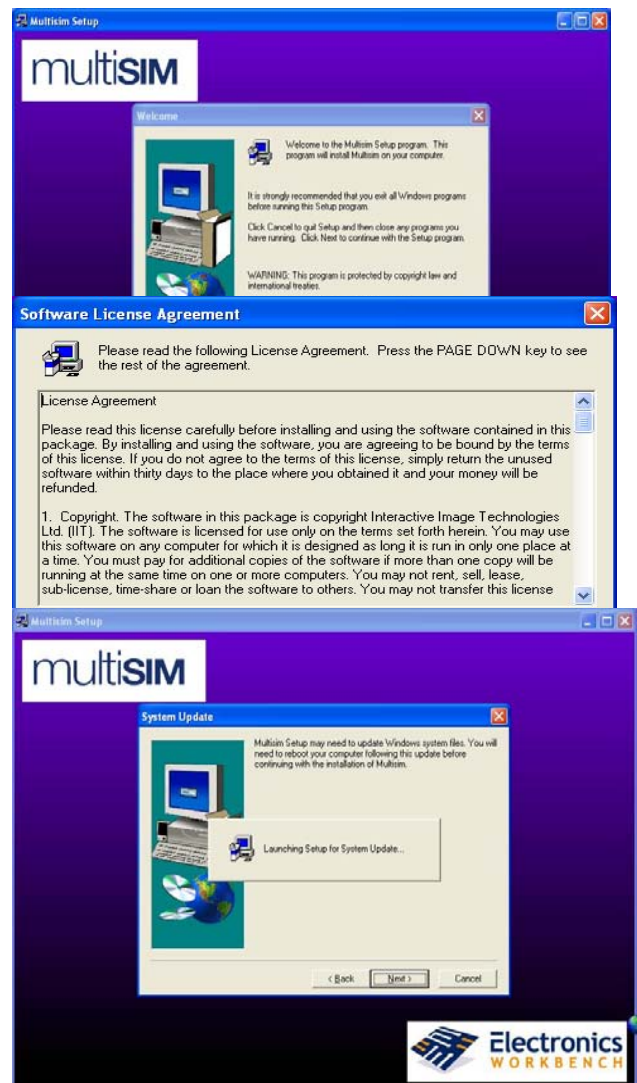 Multisim Setup
multiSIM
Welcome
Welcome to the Multisim Setup program. This
program will install Multisim on your computer.
It is strongly recommended that you exit all Windows programs
before running this Setup program.
Click Cancel to quit Setup and then close any programs you
have running. Click Next to continue with the Setup program.
WARNING: This program is protected by copyright law and
international treaties.
Software License Agreement
Please read the following License Agreement. Press the PAGE DOWN key to see
the rest of the agreement.
License Agreement
Please read this license carefully before installing and using the software contained in this
package. By installing and using the software, you are agreeing to be bound by the terms
of this license. If you do not agree to the terms of this license, simply return the unused
software within thirty days to the place where you obtained it and your money will be
refunded.
1. Copyright. The software in this package is copyright Interactive Image Technologies
Ltd. (IIT). The software is licensed for use only on the terms set forth herein. You may use
this software on any computer for which it is designed as long it is run in only one place at
a time. You must pay for additional copies of the software if more than one copy will be
running at the same time on one or more computers. You may not rent, sell, lease,
sub-license, time-share or loan the software to others. You may not transfer this license
Multisim Setup
multiSIM
System Update
Multisim Setup may need to update Windows system files. You will
need to reboot your computer following this update before
continuing with the installation of Multisim.
Launching Setup for System Update...
< Back Next > Cancel
Electronics
WORKBENCH